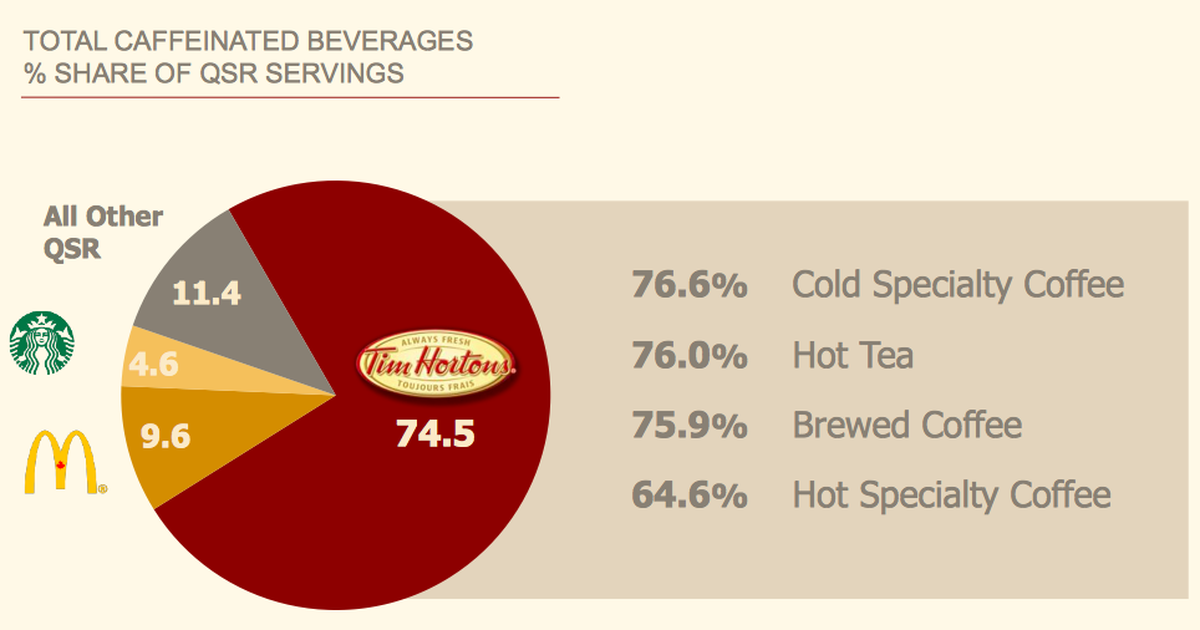 TOTAL CAFFEINATED BEVERAGES
% SHARE OF QSR SERVINGS
All Other
QSR
11.4
4.6
9.6
ALWAYS FRESH
Tim Hortons.
TOUJOURS FRAIS
74.5
76.6% Cold Specialty Coffee
76.0% Hot Tea
75.9% Brewed Coffee
64.6% Hot Specialty Coffee
M®